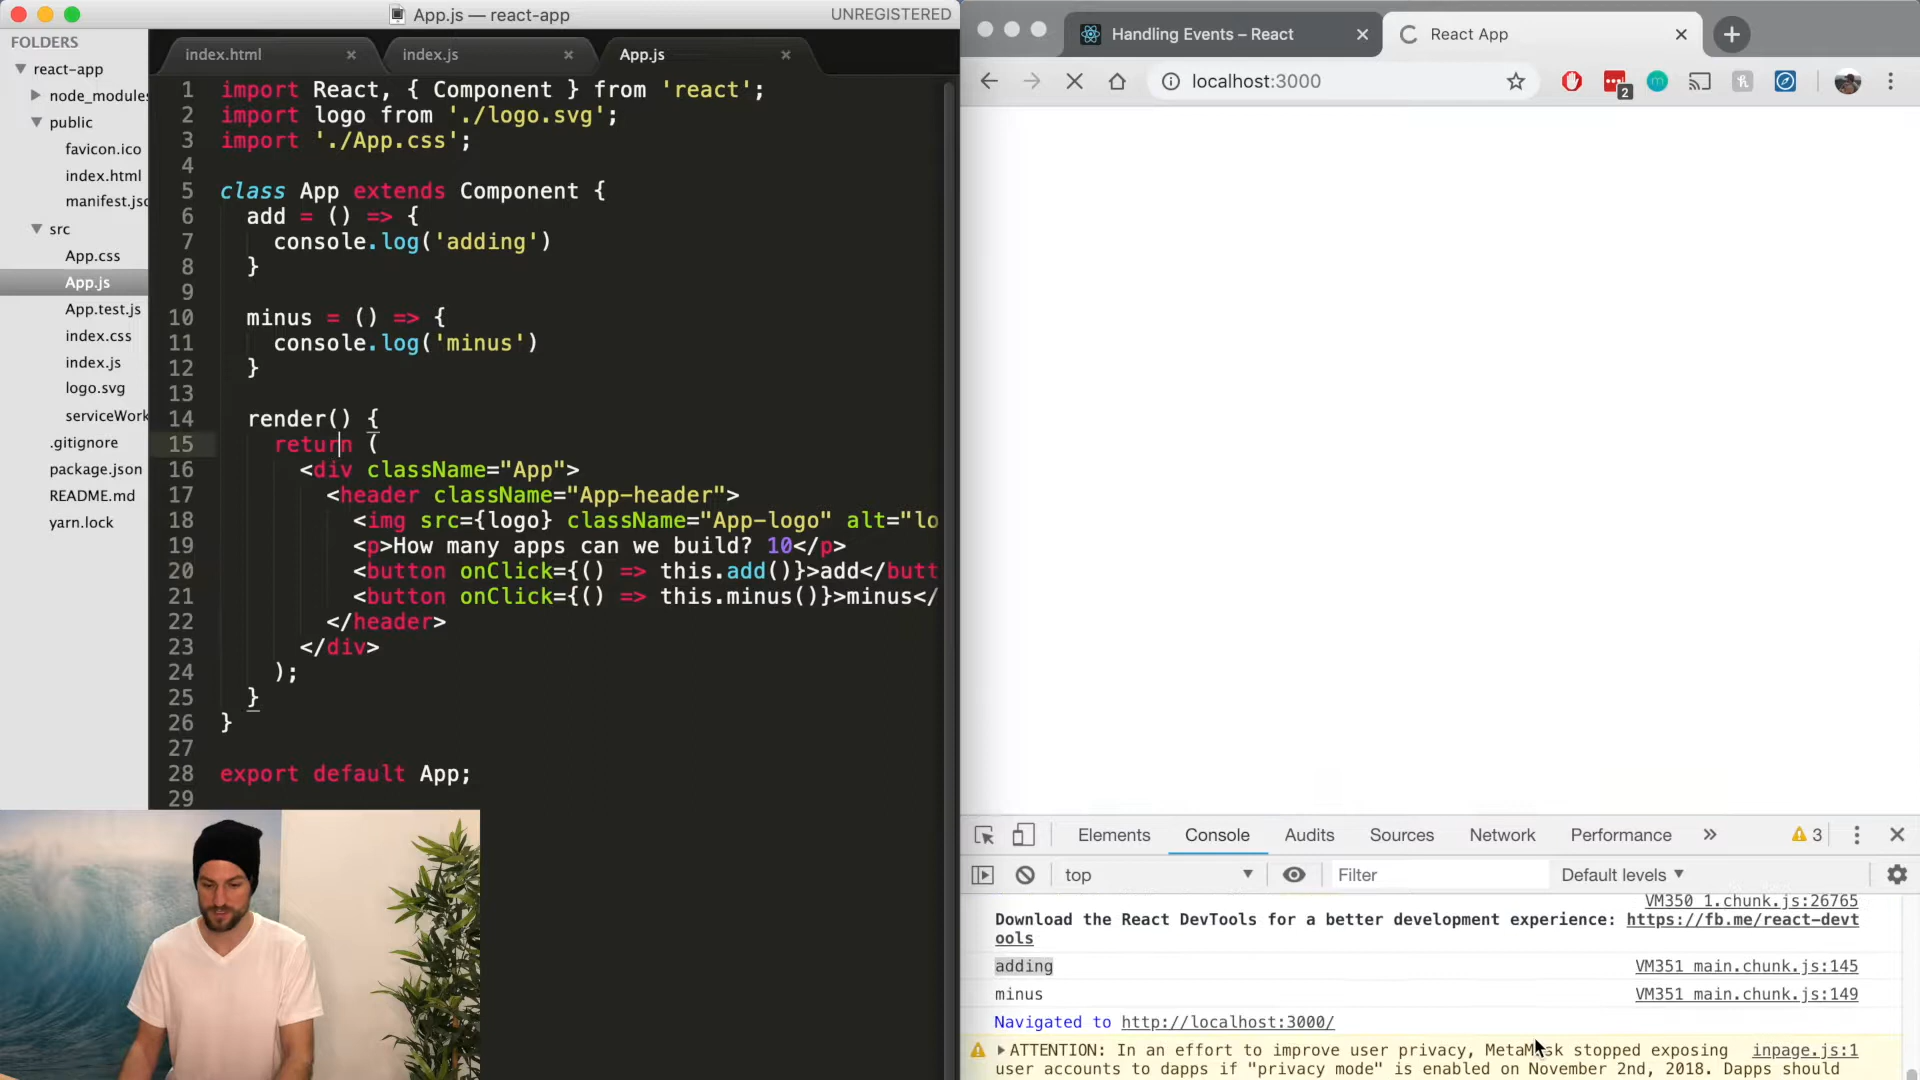 App.js — react-app
UNREGISTERED
FOLDERS
react-app
node_modules
public
favicon.ico
index.html
manifest.jsc
src
App.css
App.js
App.test.js
index.css
index.js
logo.svg
serviceWork
.gitignore
package.json
README.md
yarn.lock
index.html
index.js
App.js
1 import React, { Component } from 'react';
2 import logo from './logo.svg';
3 import './App.css';
4
5 class App extends Component {
6 add = () => {
7 console.log('adding')
8 }
9
10 minus = () => {
11 console.log('minus')
12 }
13
14 render() {
15 return (
16 <div className="App">
17 <header className="App-header">
18 <img src={logo} className="App-logo" alt="lo
19 <p>How many apps can we build? 10</p>
20 <button onClick={() => this.add()}>add</butt
21 <button onClick={() => this.minus()}>minus</
22 </header>
23 </div>
24 );
25 }
26 }
27
28 export default App;
29
Handling Events – React
React App
localhost:3000
2
Elements Console Audits Sources Network Performance 3
top Filter Default levels
VM350 1.chunk.js:26765
Download the React DevTools for a better development experience: https://fb.me/react-devt
ools
adding VM351 main.chunk.js:145
minus VM351 main.chunk.js:149
Navigated to http://localhost:3000/
ATTENTION: In an effort to improve user privacy, MetaMask stopped exposing inpage.js:1
user accounts to dapps if "privacy mode" is enabled on November 2nd, 2018. Dapps should